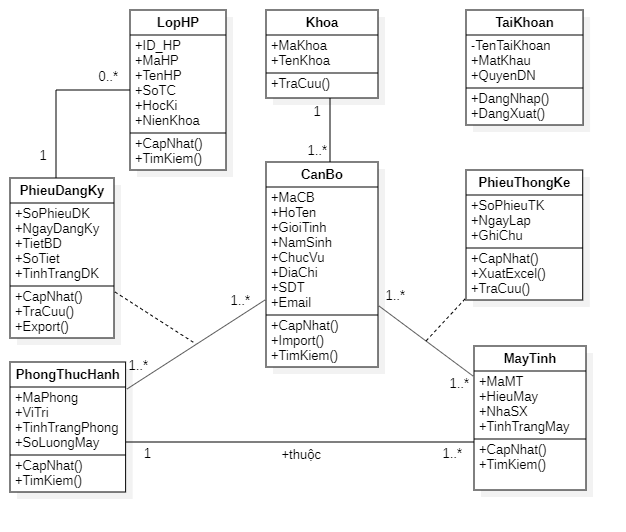 LopHP
+ID_HP
+MaHP
+TenHP
+SoTC
+HocKi
+NienKhoa
+CapNhat()
+TimKiem()
Khoa
+MaKhoa
+TenKhoa
+TraCuu()
TaiKhoan
-TenTaiKhoan
+MatKhau
+QuyenDN
+DangNhap()
+DangXuat()
0..*
1
1
1..*
PhieuDangKy
+SoPhieuDK
+NgayDangKy
+TietBD
+SoTiet
+TinhTrangDK
+CapNhat()
+TraCuu()
+Export()
CanBo
+MaCB
+HoTen
+GioiTinh
+NamSinh
+ChucVu
+DiaChi
+SDT
+Email
+CapNhat()
+Import()
+TimKiem()
PhieuThongKe
+SoPhieuTK
+NgayLap
+GhiChu
+CapNhat()
+XuatExcel()
+TraCuu()
1..*
1..*
1..*
1..*
PhongThucHanh
+MaPhong
+ViTri
+TinhTrangPhong
+SoLuongMay
+CapNhat()
+TimKiem()
MayTinh
+MaMT
+HieuMay
+NhaSX
+TinhTrangMay
+CapNhat()
+TimKiem()
1
+thuộc
1..*